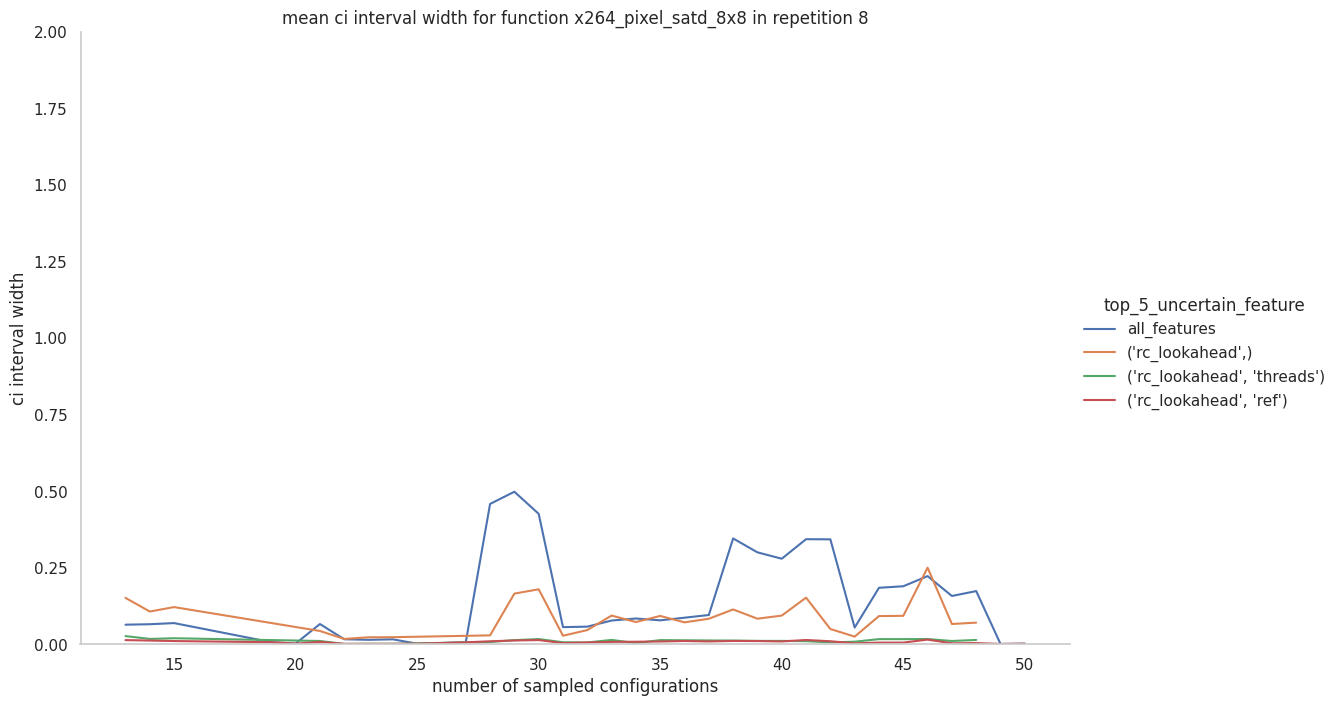 mean ci interval width for function x264_pixel_satd_8x8 in repetition 8
2.00
1.75
1.50
1.25
1.00
0.75
0.50
0.25
0.00
ci interval width
15 20 25 30 35 40 45 50
number of sampled configurations
top_5_uncertain_feature
all_features
('rc_lookahead',)
('rc_lookahead', 'threads')
('rc_lookahead', 'ref')